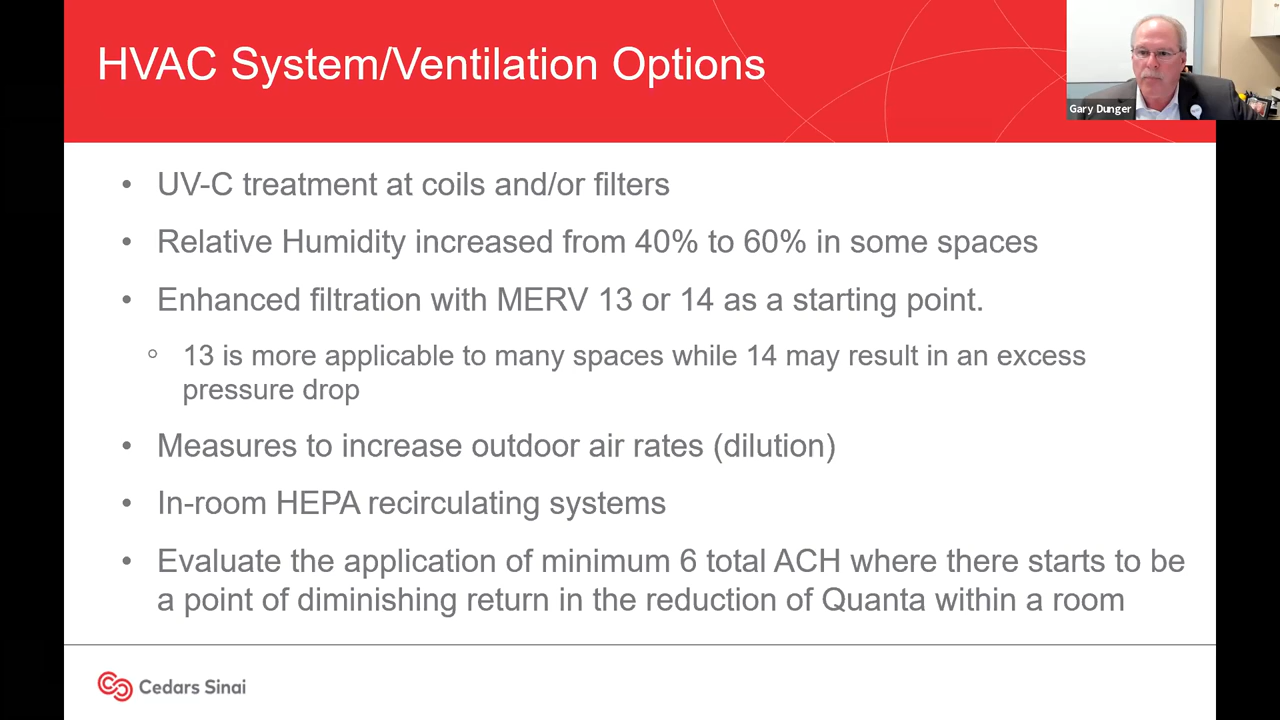 HVAC System/Ventilation Options
Gary Dunger
• UV-C treatment at coils and/or filters
• Relative Humidity increased from 40% to 60% in some spaces
• Enhanced filtration with MERV 13 or 14 as a starting point.
○ 13 is more applicable to many spaces while 14 may result in an excess
pressure drop
• Measures to increase outdoor air rates (dilution)
• In-room HEPA recirculating systems
• Evaluate the application of minimum 6 total ACH where there starts to be
a point of diminishing return in the reduction of Quanta within a room
Cedars Sinai